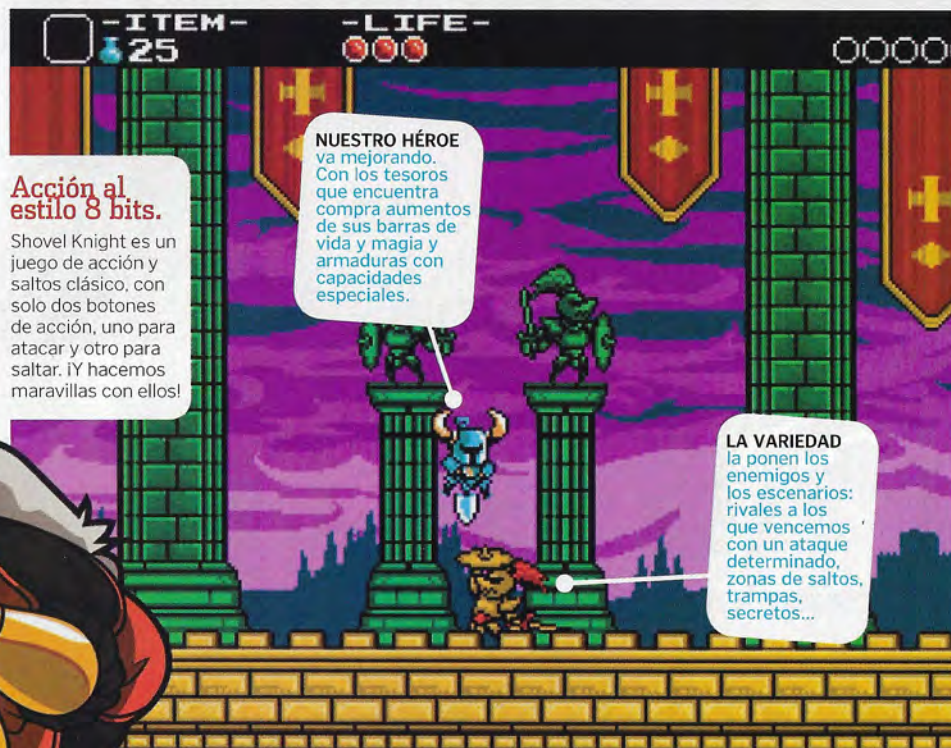 -ITEM-
25
-LIFE-
Acción al
estilo 8 bits.
Shovel Knight es un
juego de acción y
saltos clásico, con
solo dos botones
de acción, uno para
atacar y otro para
saltar. ¡Y hacemos
maravillas con ellos!
NUESTRO HÉROE
va mejorando.
Con los tesoros
que encuentra
compra aumentos
de sus barras de
vida y magia y
armaduras con
capacidades
especiales.
LA VARIEDAD
la ponen los
enemigos y
los escenarios:
rivales a los
que vencemos
con un ataque
determinado,
zonas de saltos,
trampas,
secretos...